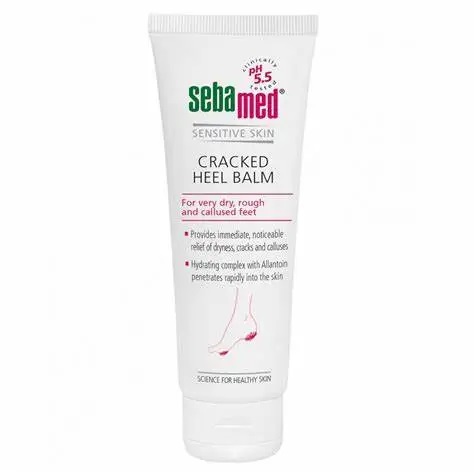 clinically
pH
5.5
tested
sebamed®
SENSITIVE SKIN
CRACKED
HEEL BALM
For very dry, rough
and callused feet
▪ Provides immediate, noticeable
relief of dryness, cracks and calluses
▪ Hydrating complex with Allantoin
penetrates rapidly into the skin
SCIENCE FOR HEALTHY SKIN